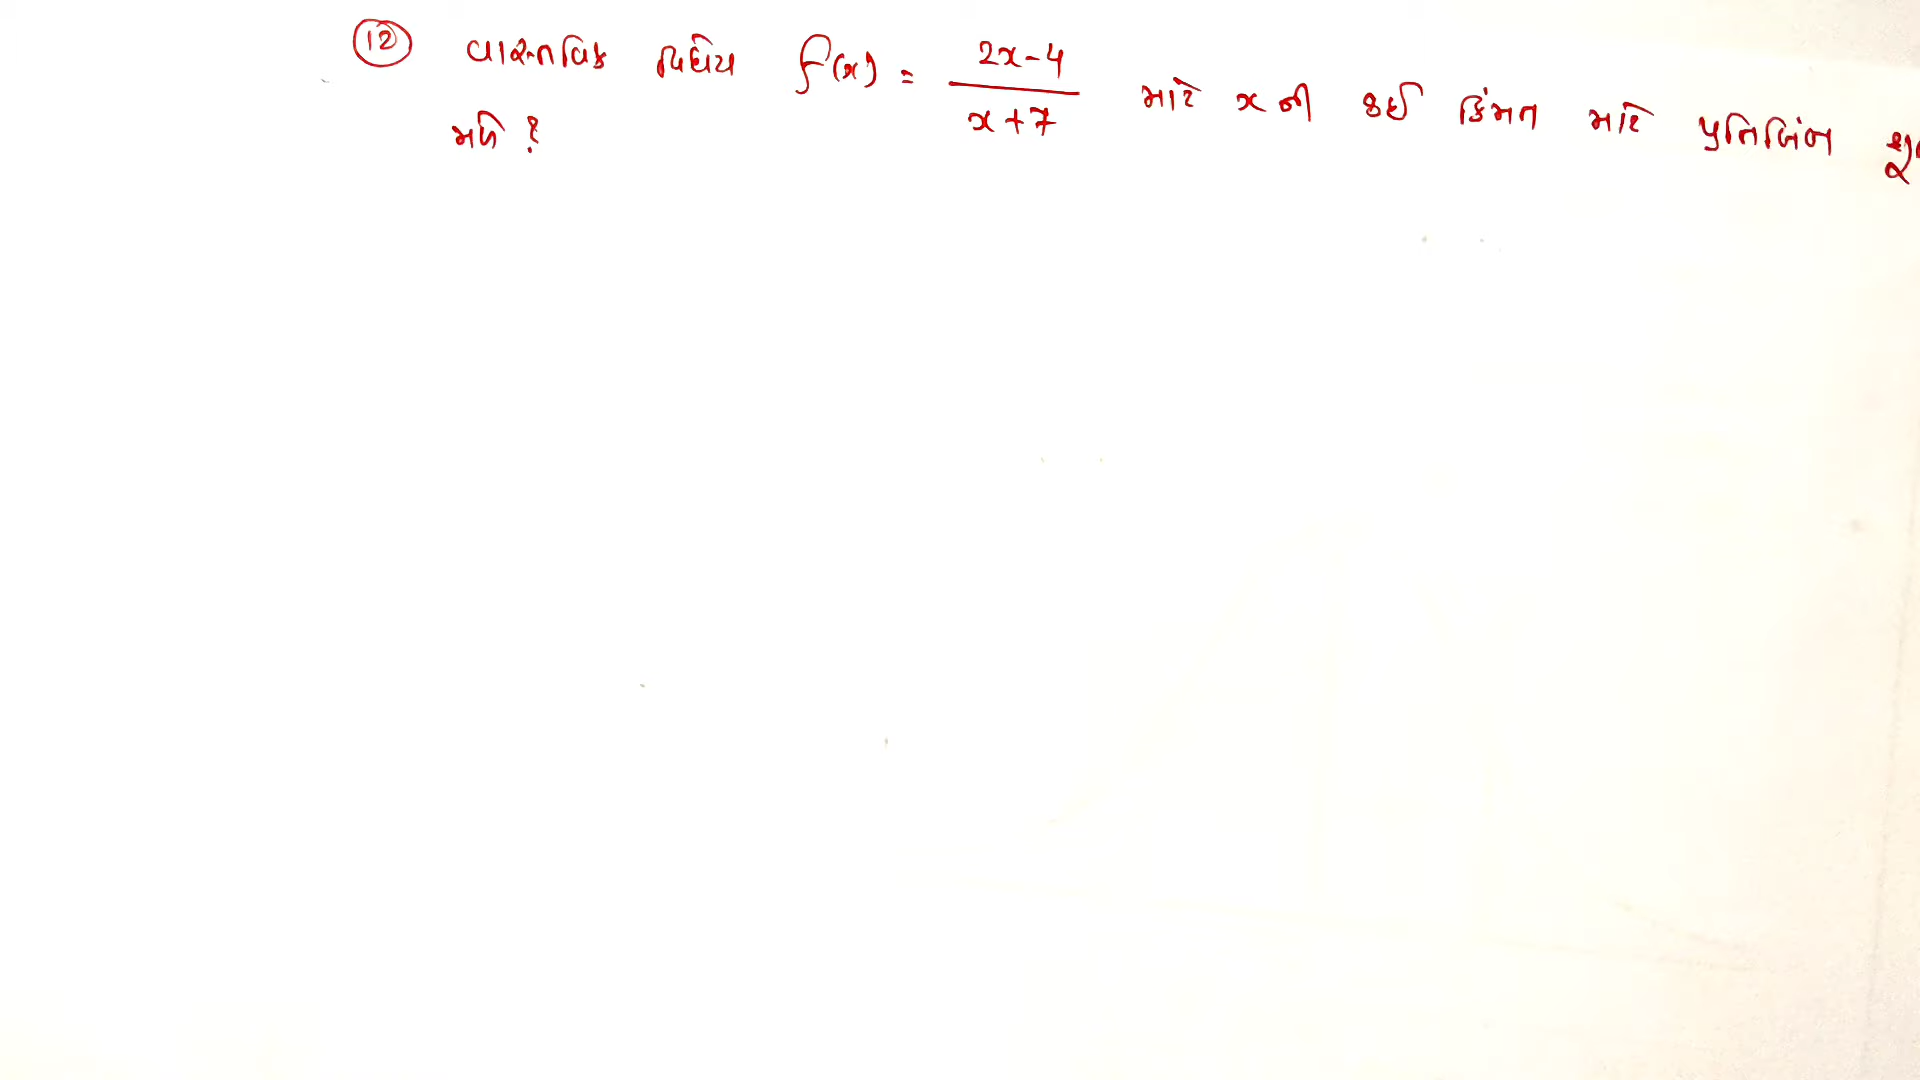 (12) વાસ્તવિક વિધેય f(x) = (2x-4)/(x+7) માટે x ની કઈ કિંમત માટે પ્રતિબિંબ
મળે ?